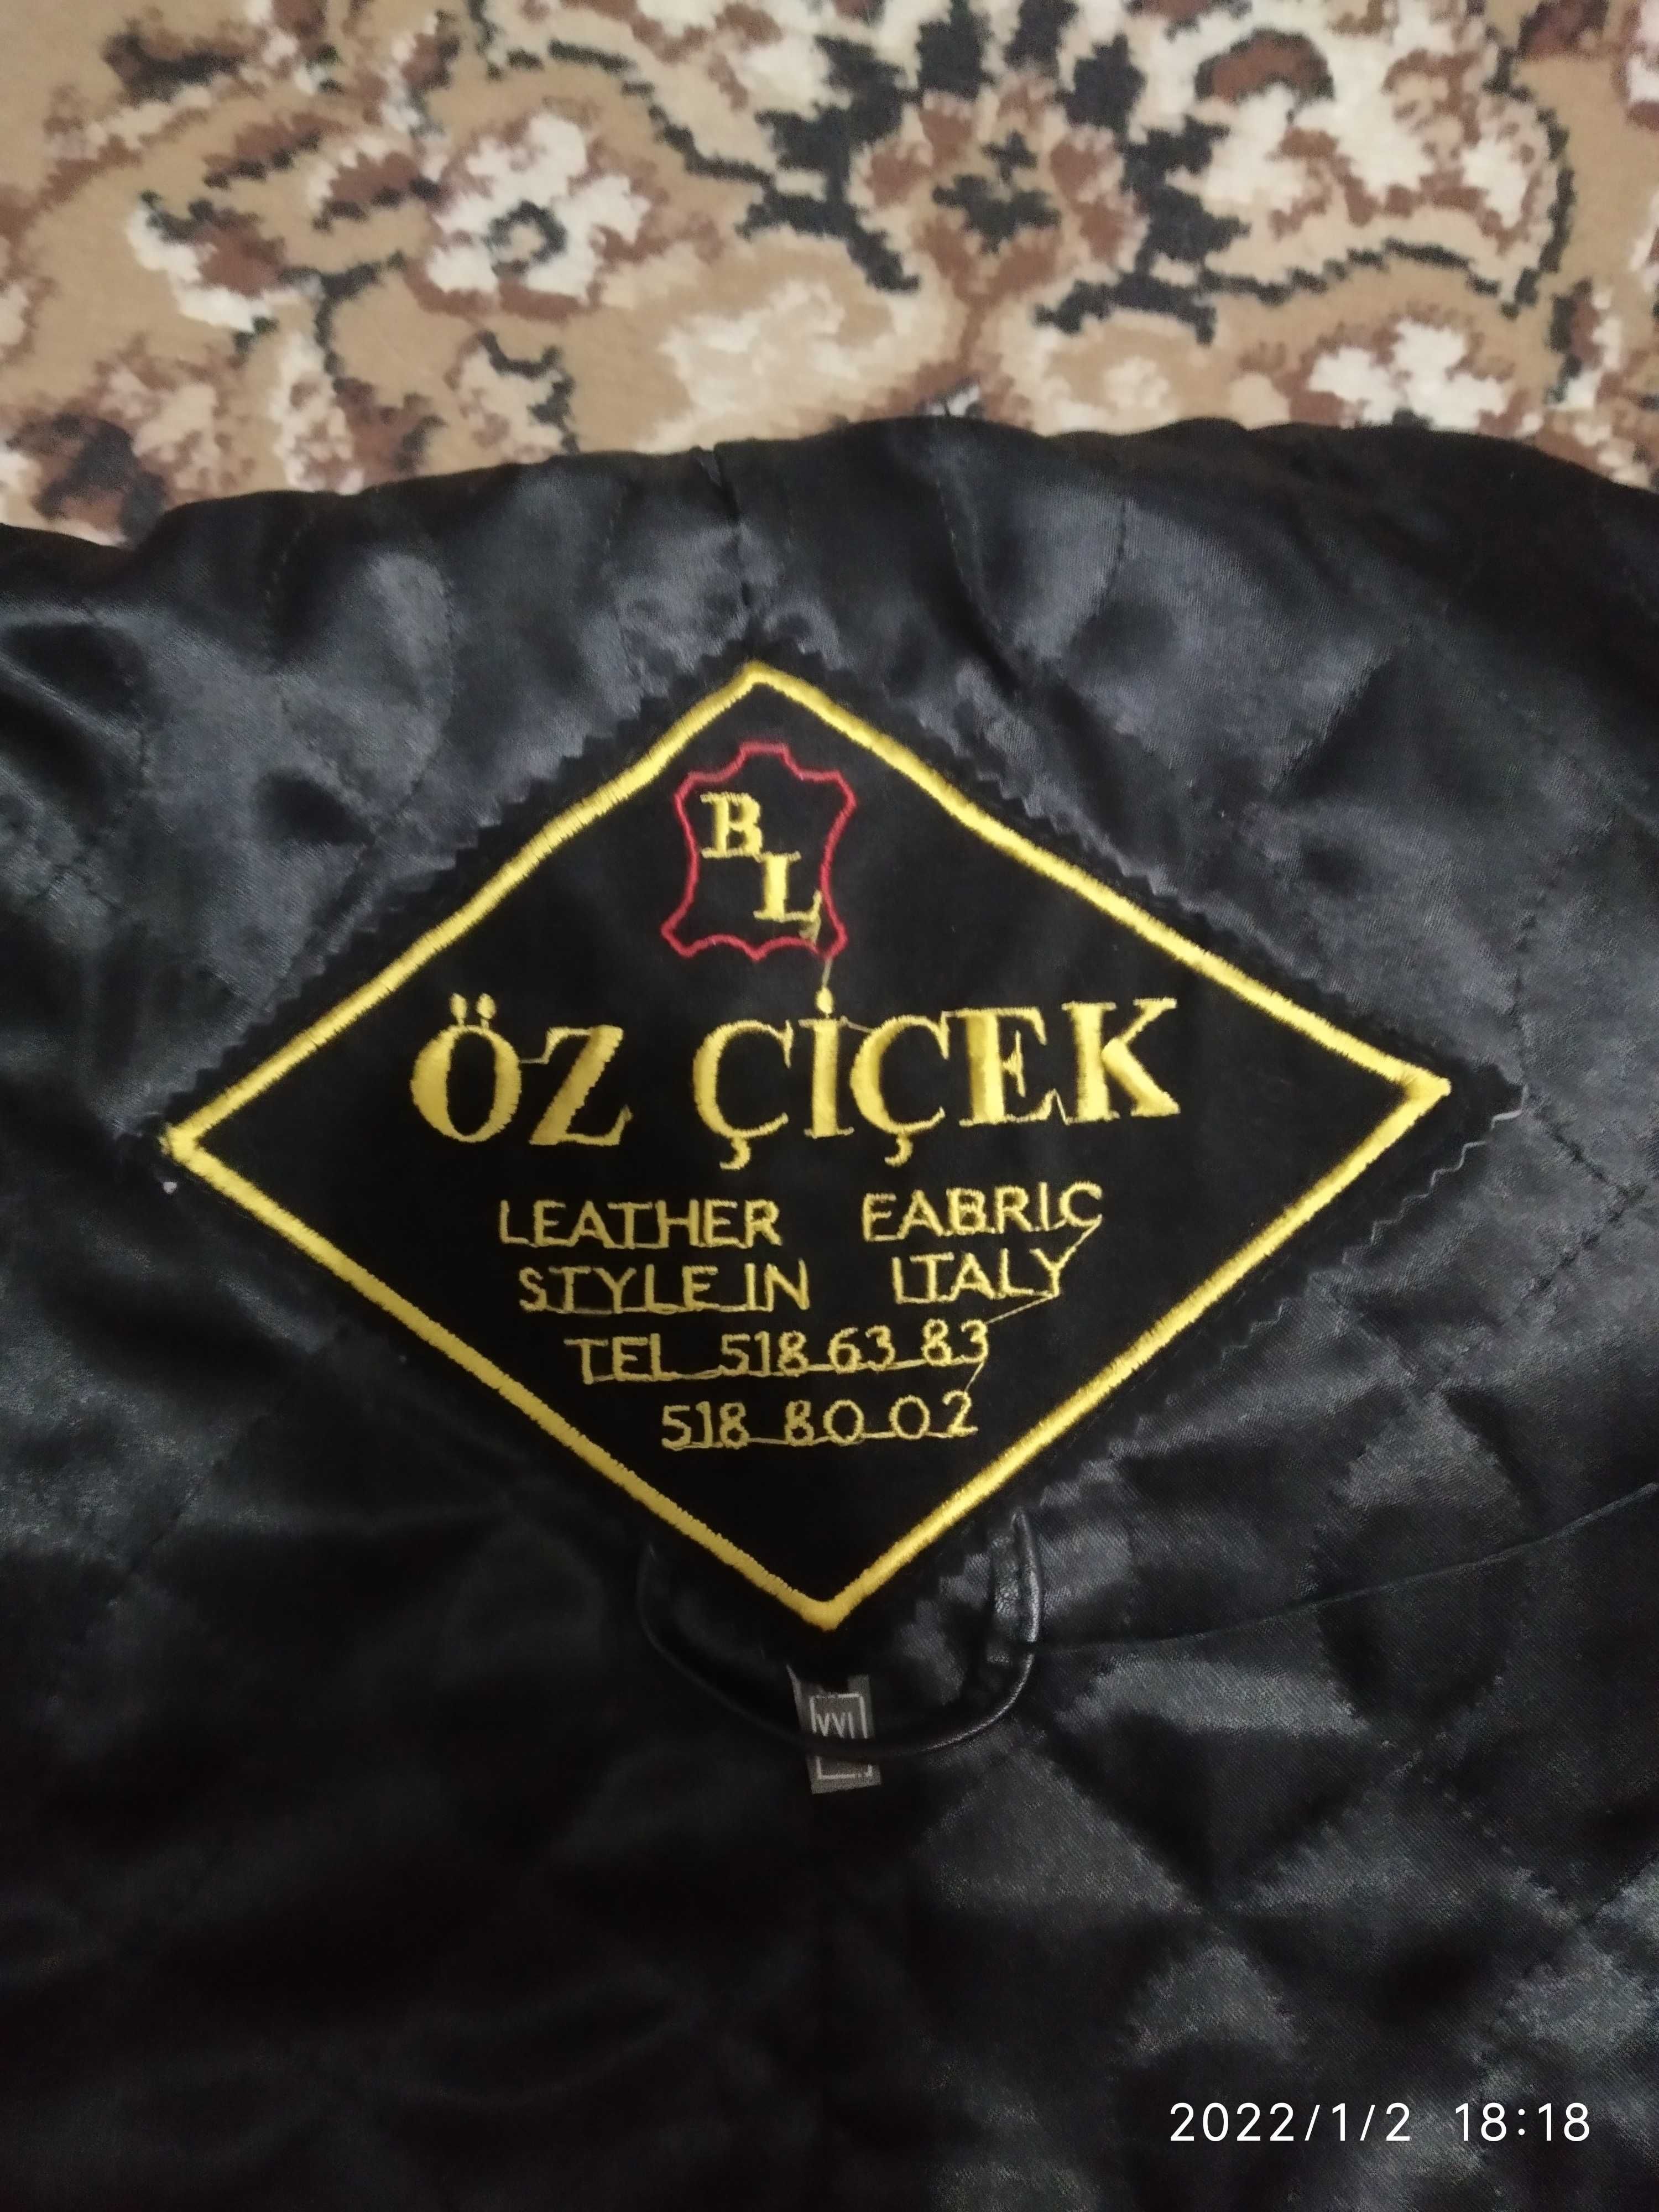 B
L
ÖZ ÇİÇEK
LEATHER FABRIC
STYLE IN ITALY
TEL 518 63 83
518 80 02
2022/1/2 18:18